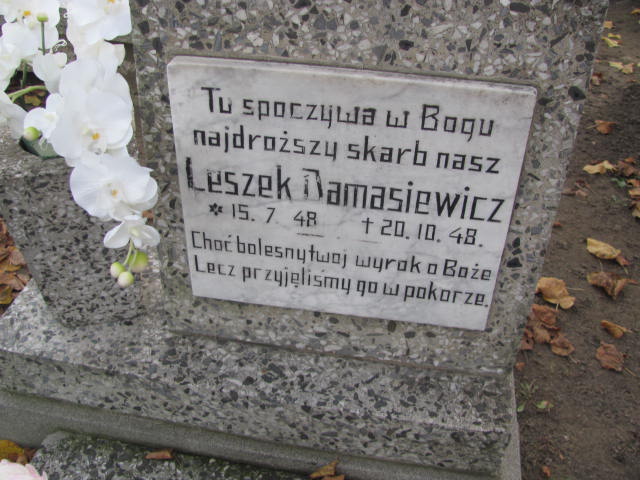 Tu spoczywa w Bogu
najdroższy skarb nasz
Leszek Damasiewicz
* 15. 7. 48. † 20. 10. 48.
Choć bolesny twój wyrok o Boże
Lecz przyjęliśmy go w pokorze.